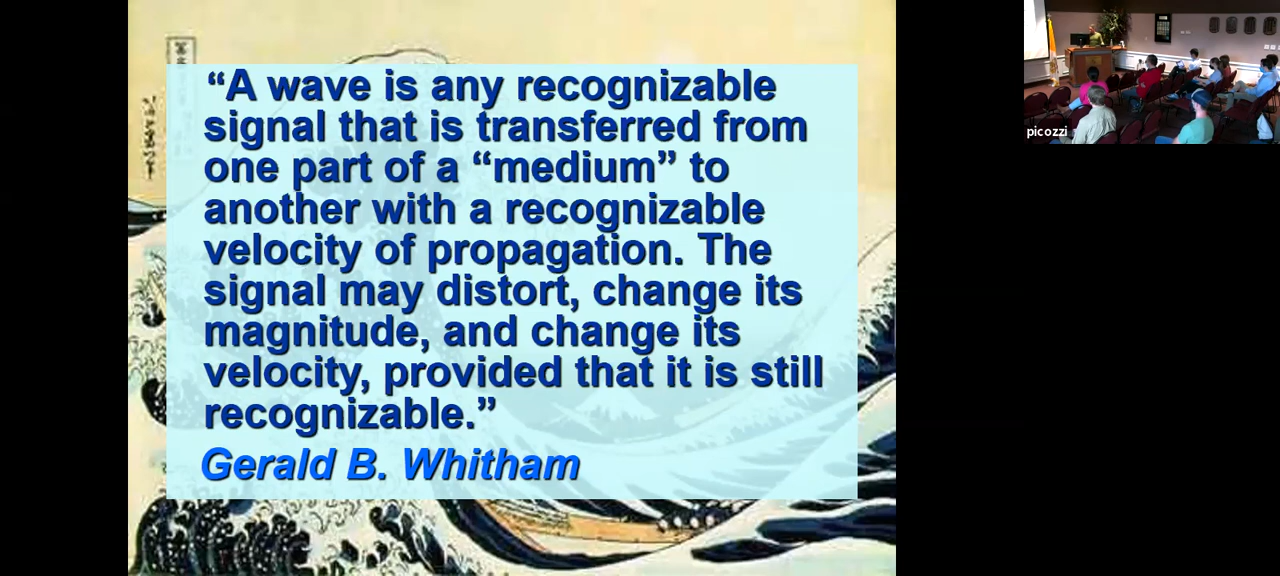 “A wave is any recognizable
signal that is transferred from
one part of a “medium” to
another with a recognizable
velocity of propagation. The
signal may distort, change its
magnitude, and change its
velocity, provided that it is still
recognizable.”
Gerald B. Whitham
picozzi